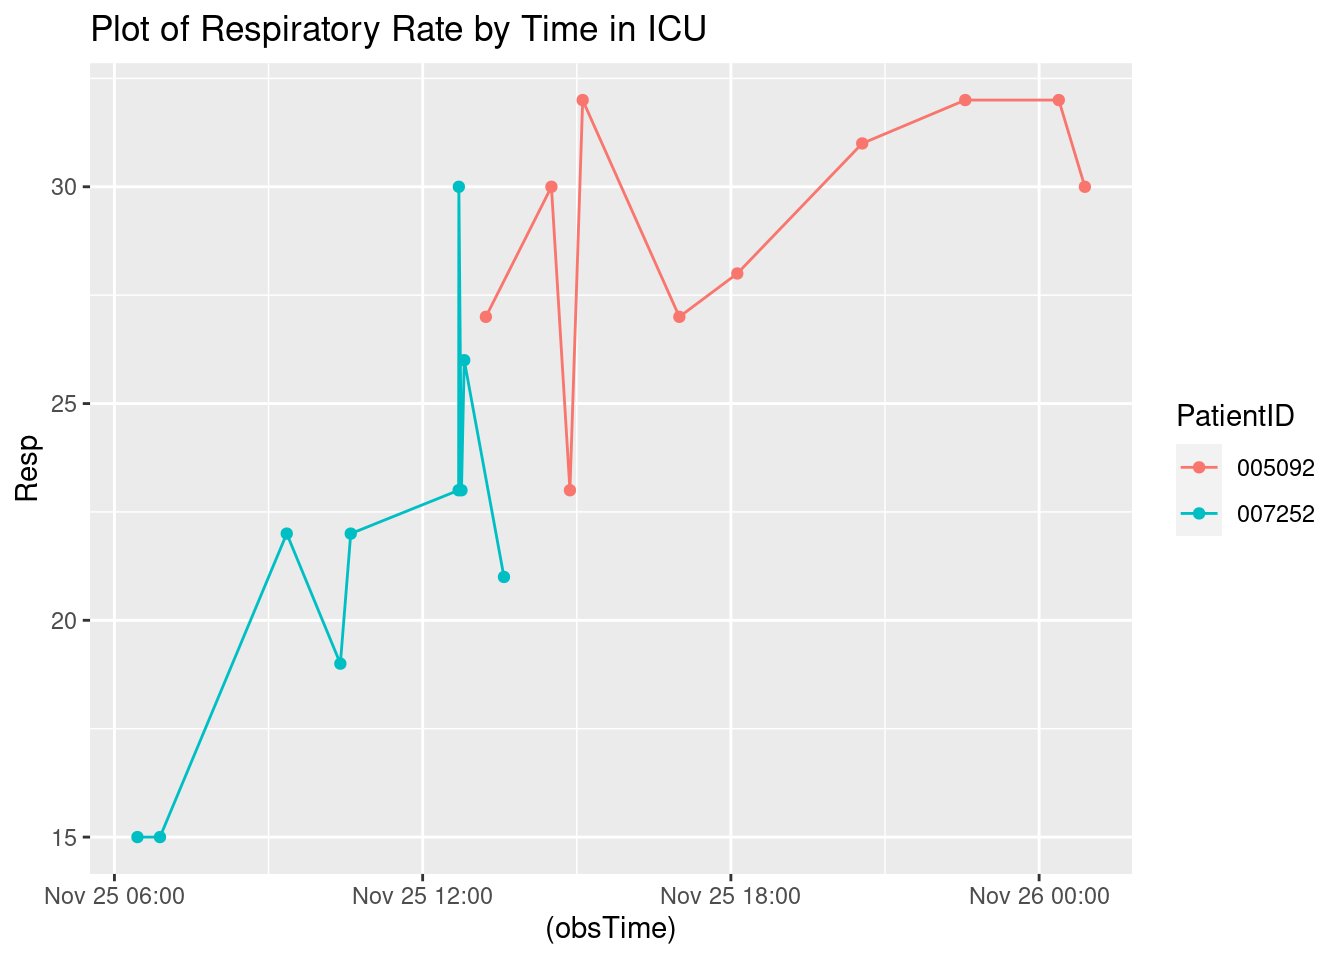 Plot of Respiratory Rate by Time in ICU
Resp
30
25
20
15
Nov 25 06:00 Nov 25 12:00 Nov 25 18:00 Nov 26 00:00
(obsTime)
PatientID
005092
007252